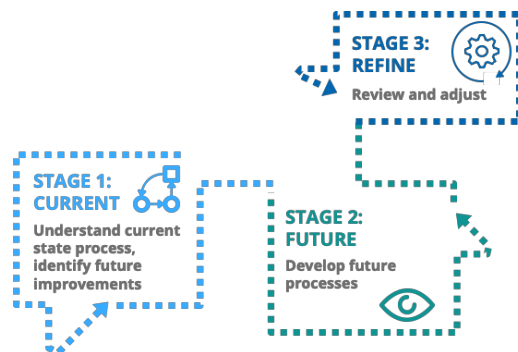 STAGE 1:
CURRENT
Understand current
state process,
identify future
improvements
STAGE 2:
FUTURE
Develop future
processes
STAGE 3:
REFINE
Review and adjust